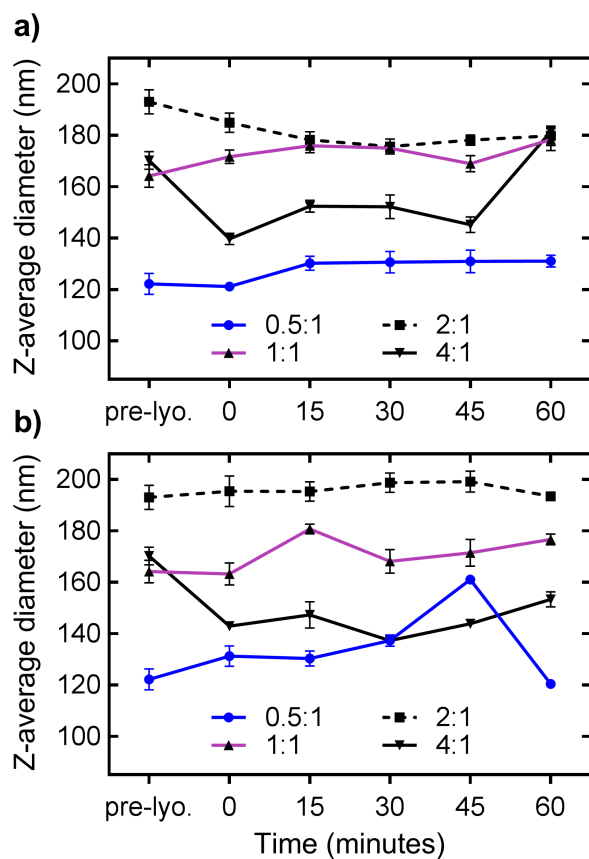 a)
Z-average diameter (nm)
200
180
160
140
120
100
0.5:1 2:1
1:1 4:1
pre-lyo. 0 15 30 45 60
b)
Z-average diameter (nm)
200
180
160
140
120
100
0.5:1 2:1
1:1 4:1
pre-lyo. 0 15 30 45 60
Time (minutes)